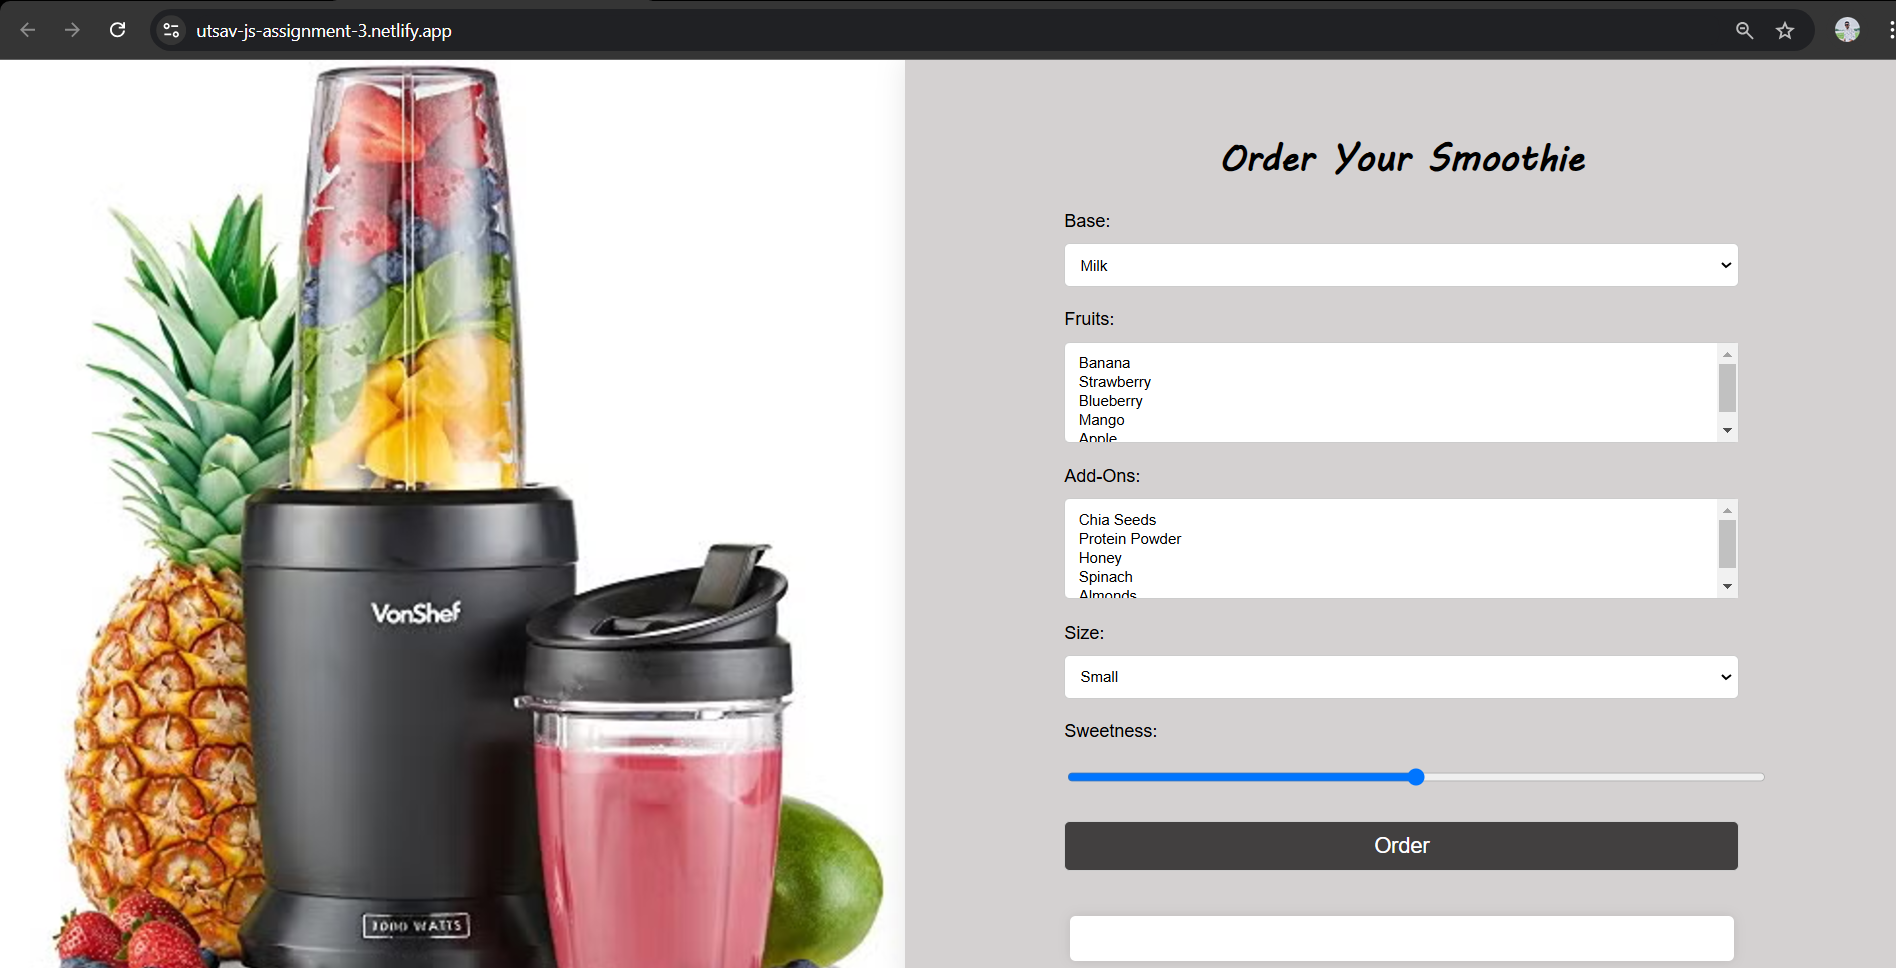 utsav-js-assignment-3.netlify.app
VonShef
1000 WATTS
Order Your Smoothie
Base:
Milk
Fruits:
Banana
Strawberry
Blueberry
Mango
Apple
Add-Ons:
Chia Seeds
Protein Powder
Honey
Spinach
Almonds
Size:
Small
Sweetness:
Order